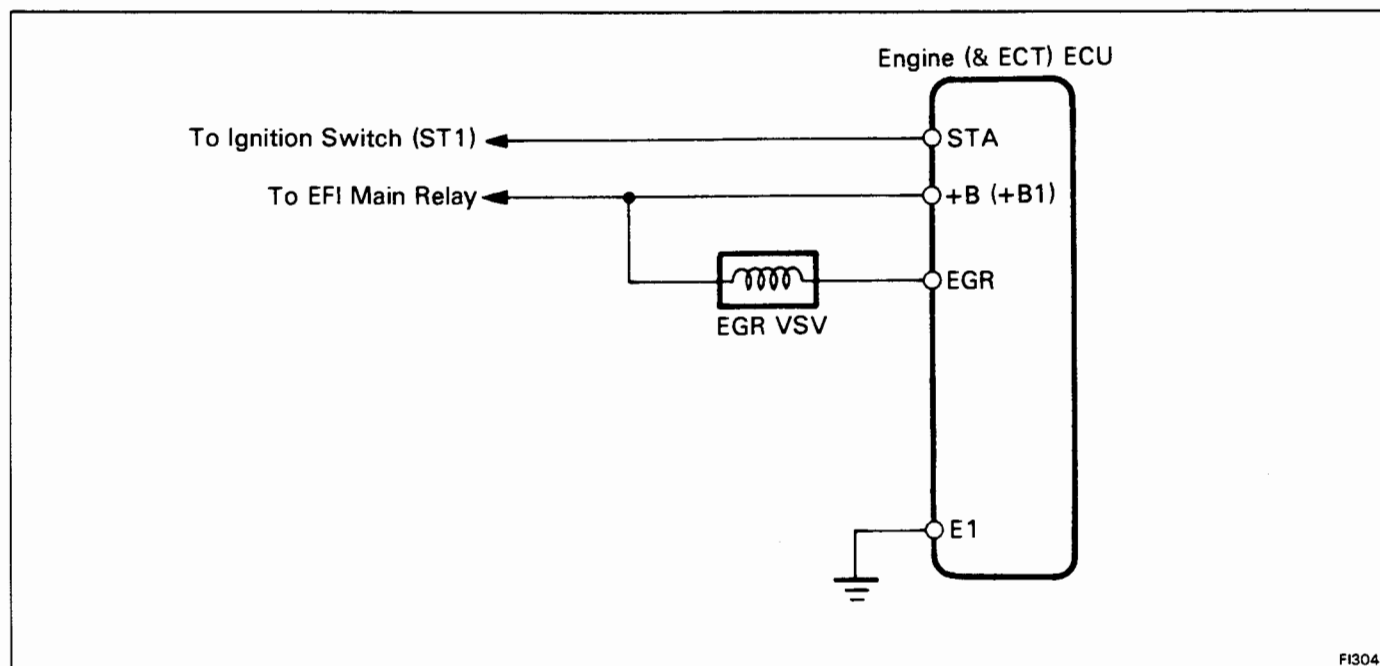 Engine (& ECT) ECU
To Ignition Switch (ST1)
STA
To EFI Main Relay
+B (+B1)
EGR
EGR VSV
E1
FI304